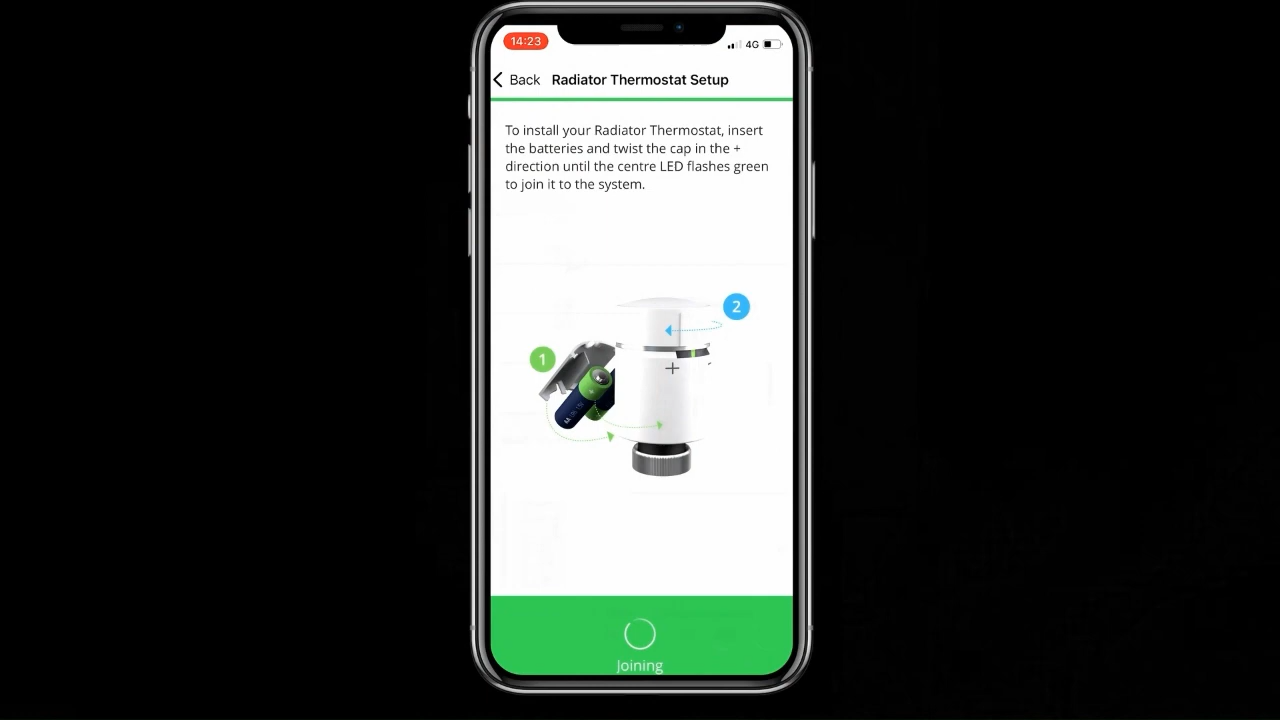 14:23
4G
Back Radiator Thermostat Setup
To install your Radiator Thermostat, insert
the batteries and twist the cap in the +
direction until the centre LED flashes green
to join it to the system.
2
1
+
Joining